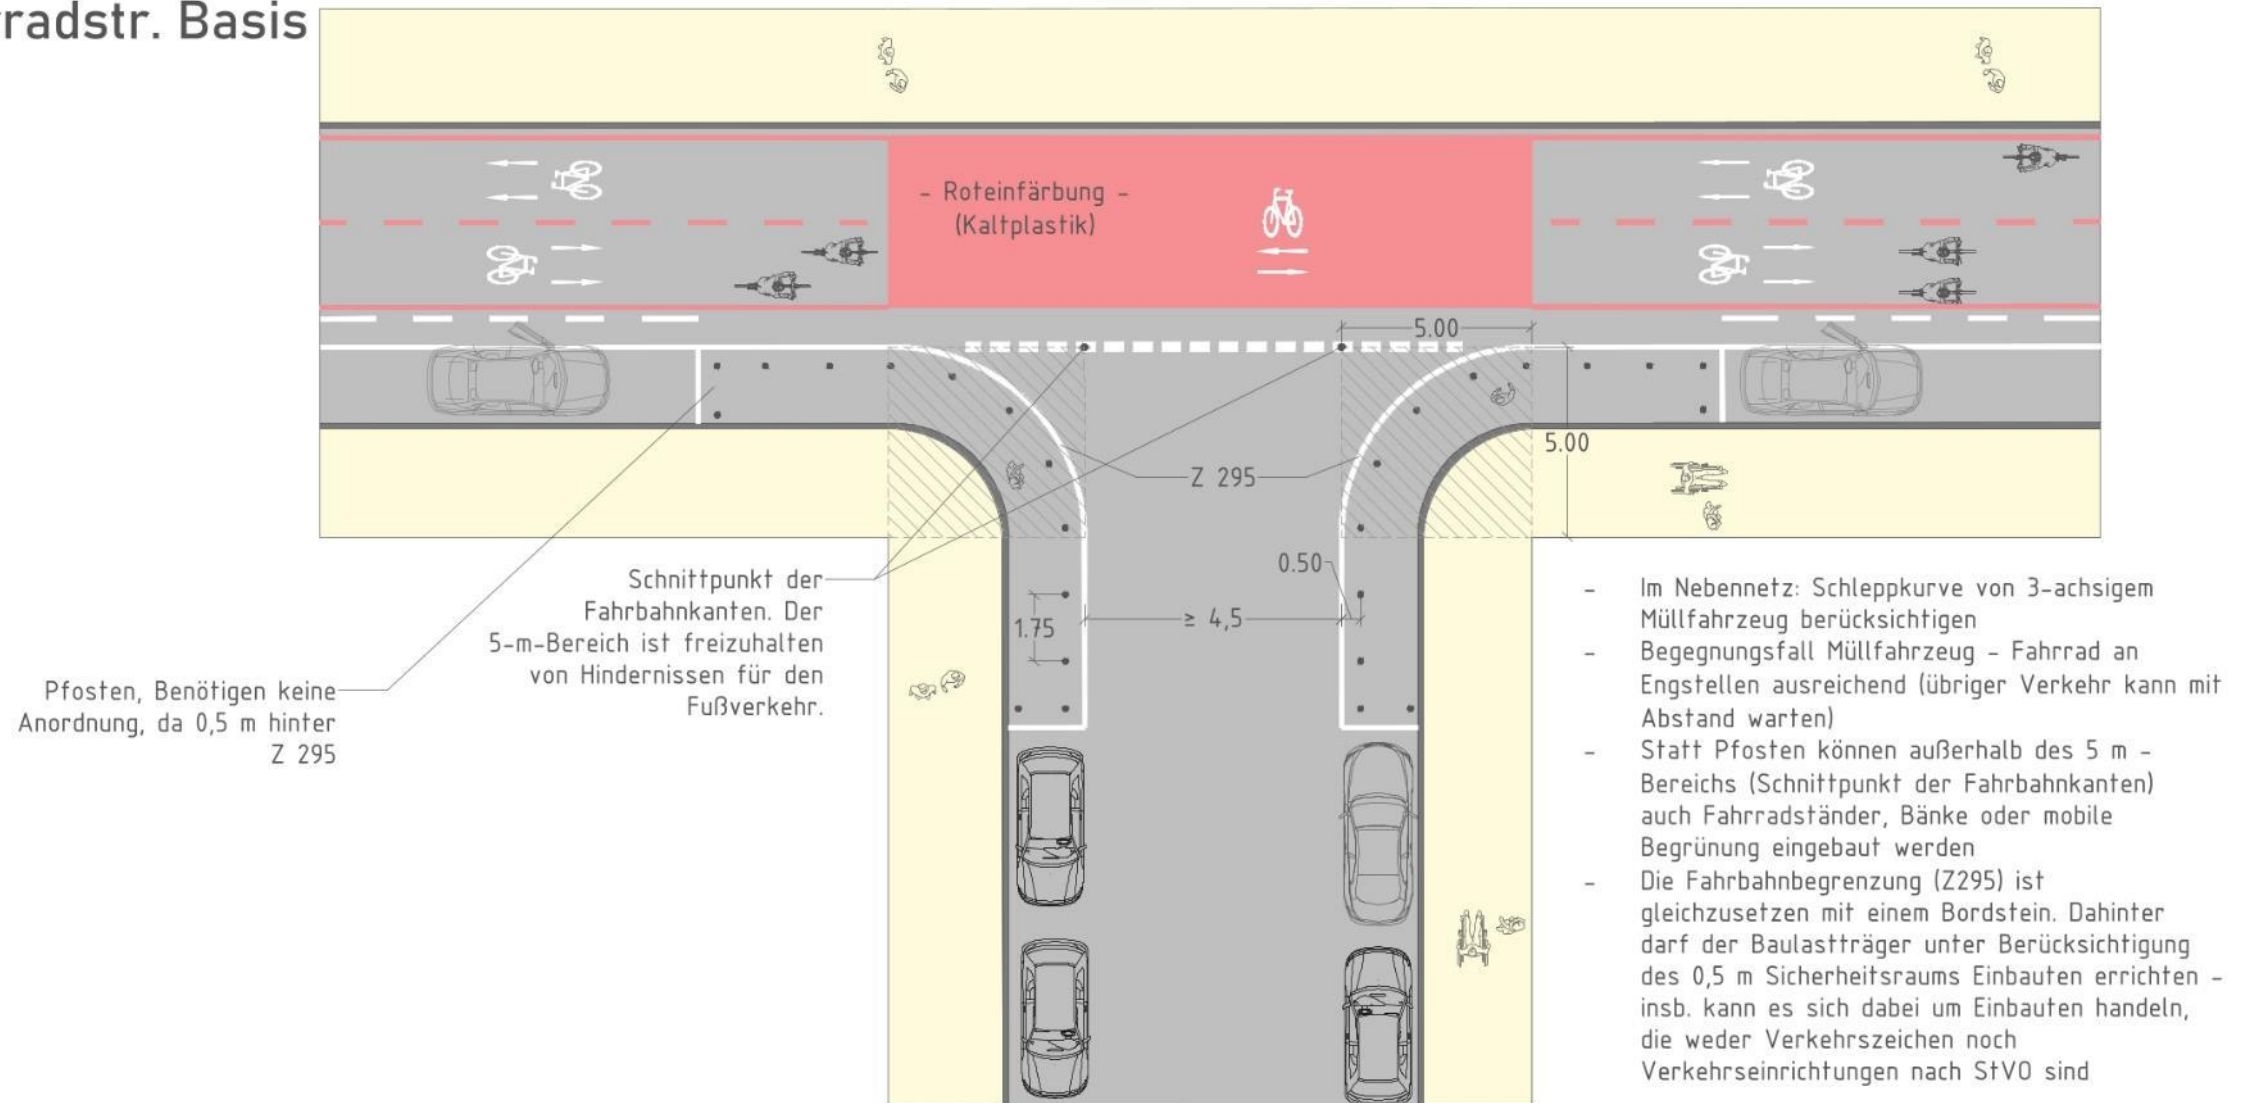 rradstr. Basis
- Roteinfärbung -
(Kaltplastik)
5.00
5.00
Z 295
0.50
≥ 4,5
1.75
Schnittpunkt der
Fahrbahnkanten. Der
5-m-Bereich ist freizuhalten
von Hindernissen für den
Fußverkehr.
Pfosten, Benötigen keine
Anordnung, da 0,5 m hinter
Z 295
- Im Nebennetz: Schleppkurve von 3-achsigem
Müllfahrzeug berücksichtigen
- Begegnungsfall Müllfahrzeug - Fahrrad an
Engstellen ausreichend (übriger Verkehr kann mit
Abstand warten)
- Statt Pfosten können außerhalb des 5 m -
Bereichs (Schnittpunkt der Fahrbahnkanten)
auch Fahrradständer, Bänke oder mobile
Begrünung eingebaut werden
- Die Fahrbahnbegrenzung (Z295) ist
gleichzusetzen mit einem Bordstein. Dahinter
darf der Baulastträger unter Berücksichtigung
des 0,5 m Sicherheitsraums Einbauten errichten -
insb. kann es sich dabei um Einbauten handeln,
die weder Verkehrszeichen noch
Verkehrseinrichtungen nach StVO sind